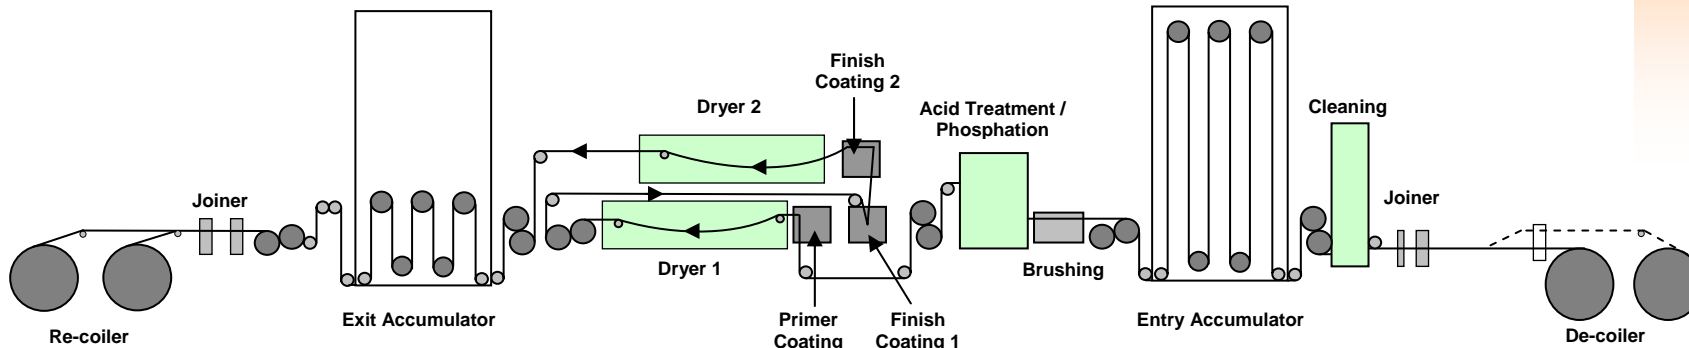 Finish
Coating 2
Dryer 2
Acid Treatment /
Phosphation
Cleaning
Joiner
Joiner
Dryer 1
Brushing
Exit Accumulator
Primer
Coating
Finish
Coating 1
Entry Accumulator
Re-coiler
De-coiler